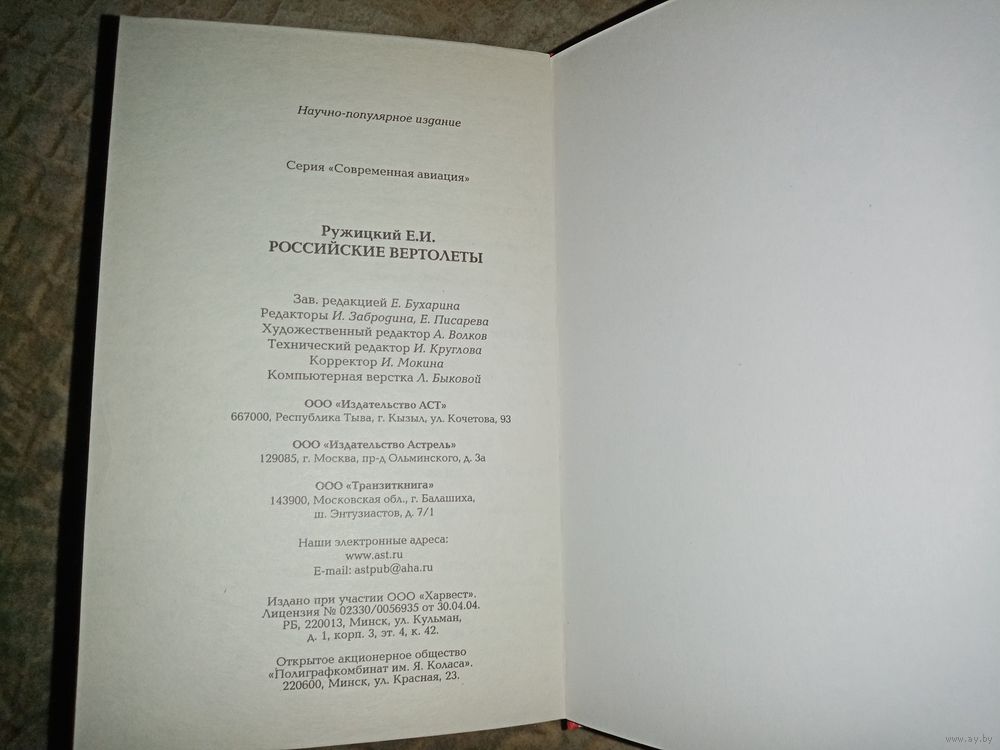 Научно-популярное издание
Серия «Современная авиация»
Ружицкий Е.И.
РОССИЙСКИЕ ВЕРТОЛЕТЫ
Зав. редакцией Е. Бухарина
Редакторы И. Забродина, Е. Писарева
Художественный редактор А. Волков
Технический редактор И. Круглова
Корректор И. Мокина
Компьютерная верстка Л. Быковой
ООО «Издательство АСТ»
667000, Республика Тыва, г. Кызыл, ул. Кочетова, 93
ООО «Издательство Астрель»
129085, г. Москва, пр-д Ольминского, д. 3а
ООО «Транзиткнига»
143900, Московская обл., г. Балашиха,
ш. Энтузиастов, д. 7/1
Наши электронные адреса:
www.ast.ru
E-mail: astpub@aha.ru
Издано при участии ООО «Харвест».
Лицензия № 02330/0056935 от 30.04.04.
РБ, 220013, Минск, ул. Кульман,
д. 1, корп. 3, эт. 4, к. 42.
Открытое акционерное общество
«Полиграфкомбинат им. Я. Коласа».
220600, Минск, ул. Красная, 23.
www.ay.by